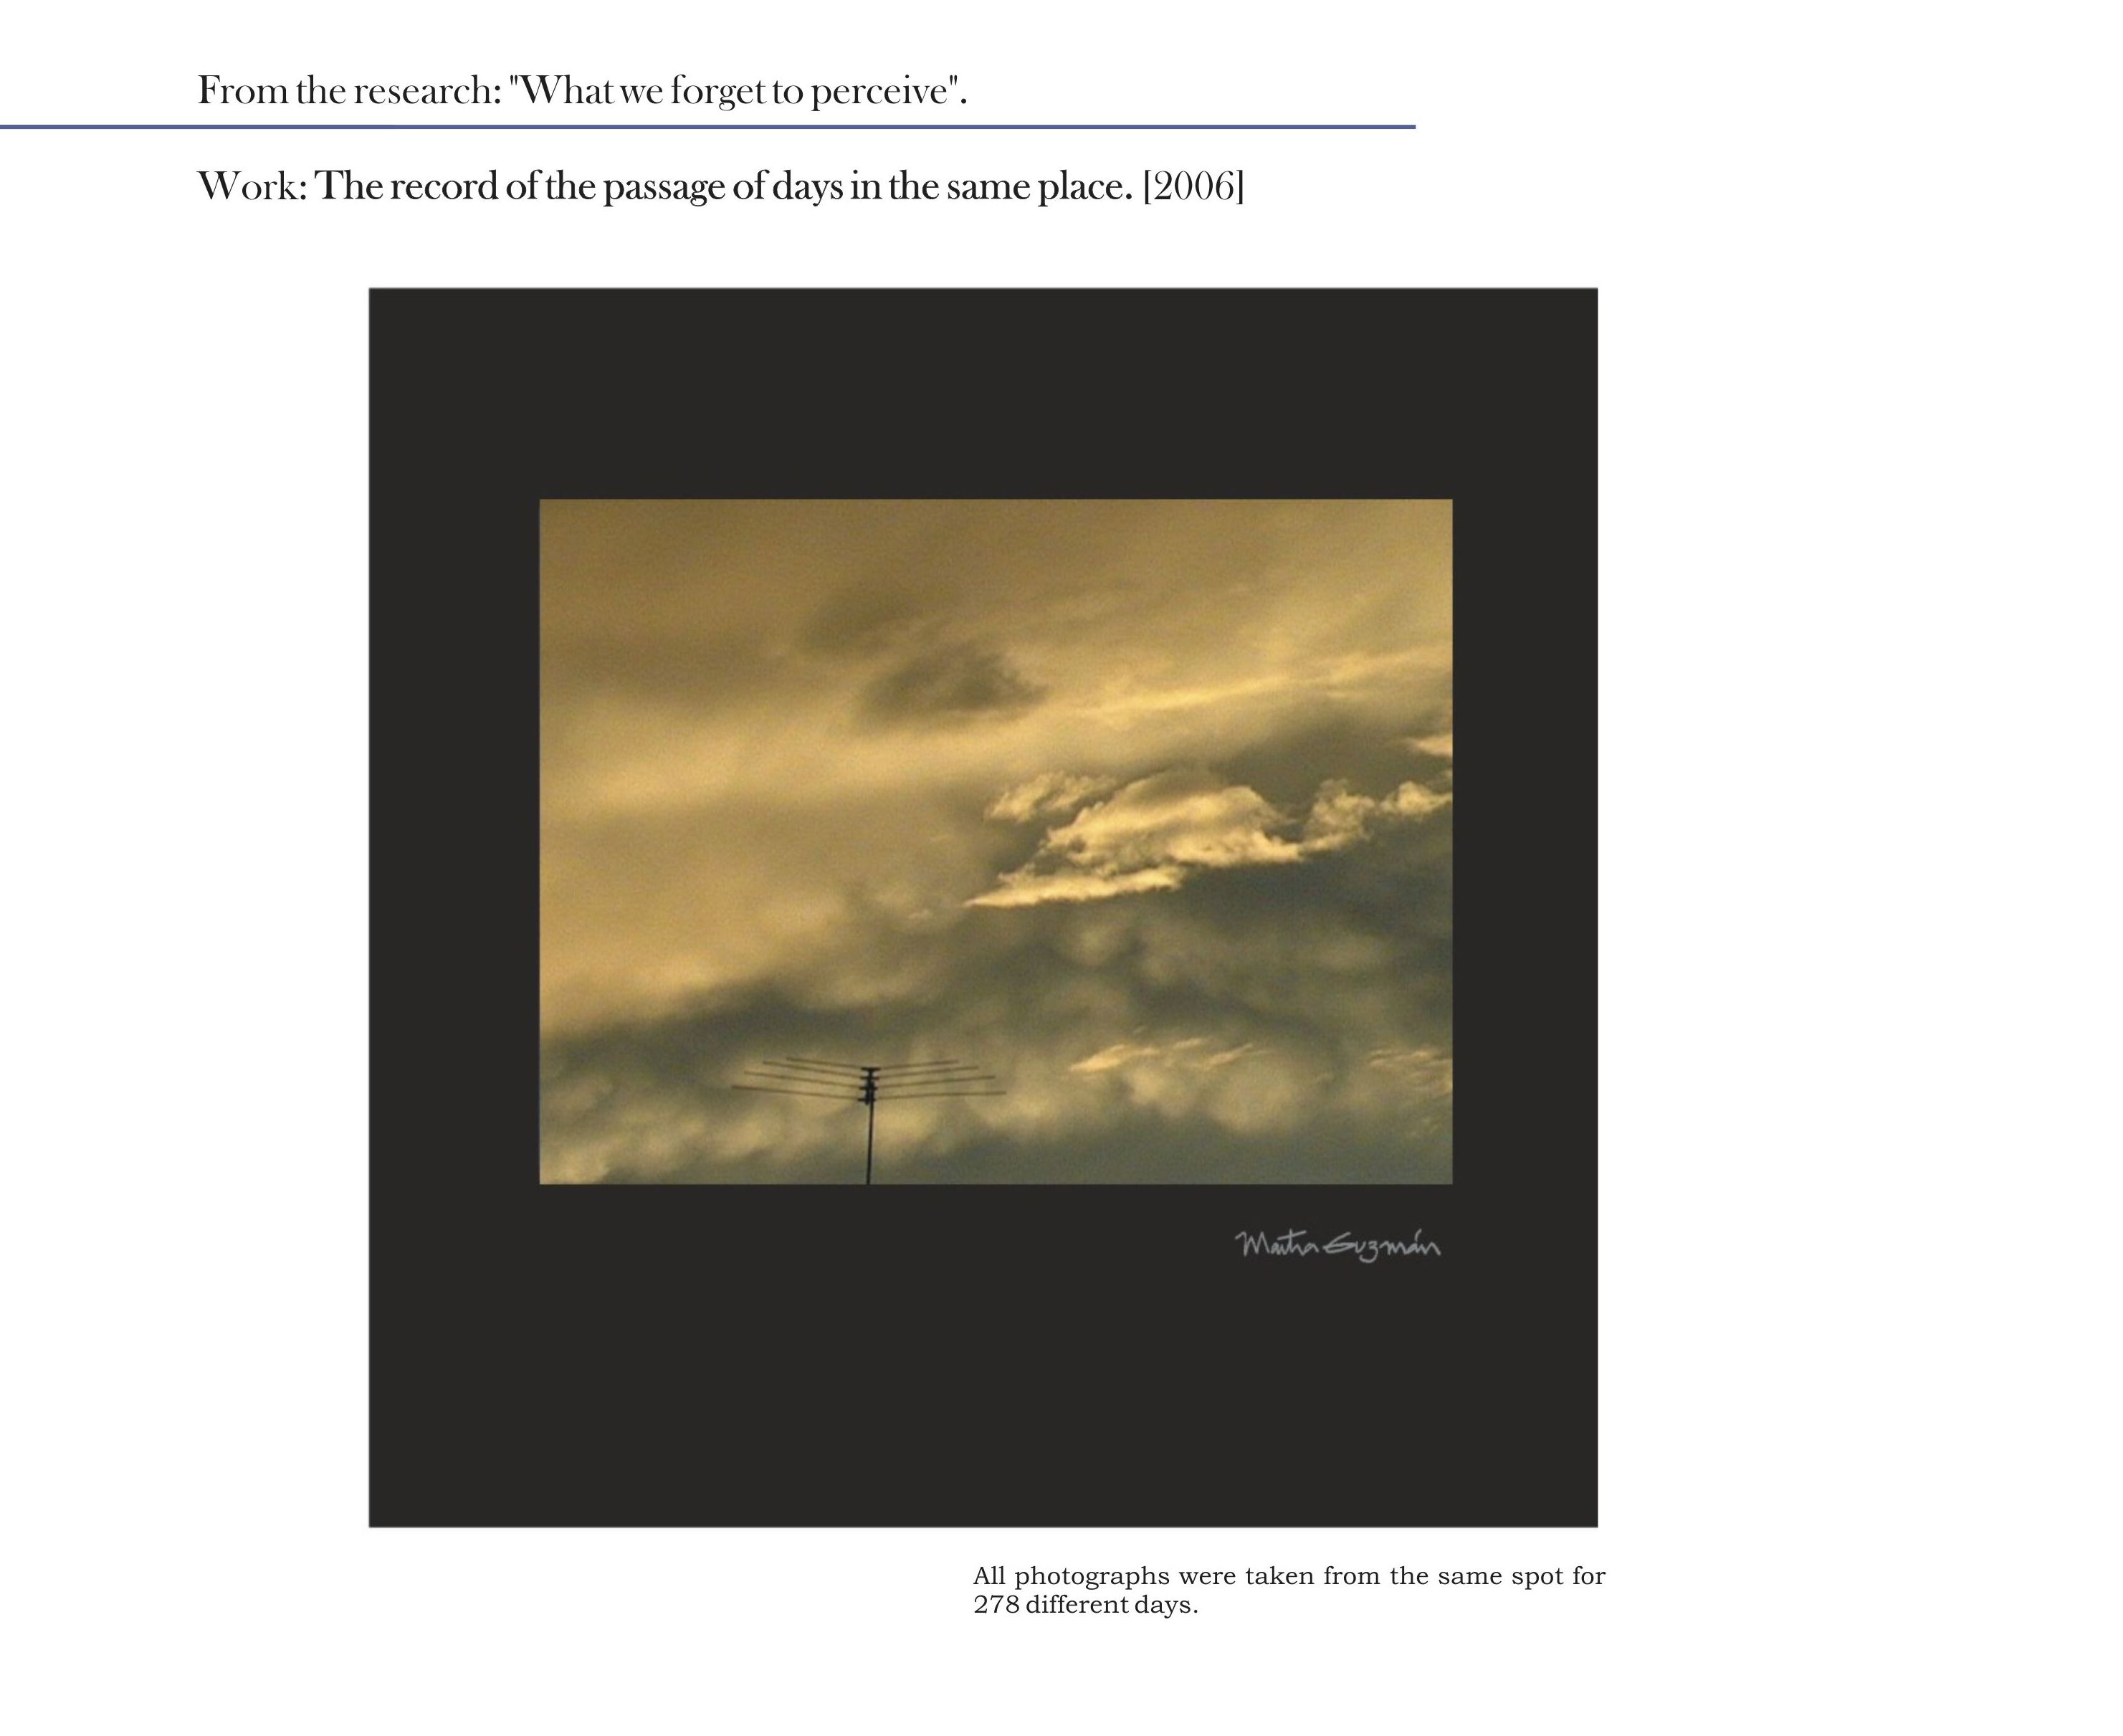 From the research: "What we forget to perceive".
Work: The record of the passage of days in the same place. [2006]
Guzmán
All photographs were taken from the same spot for
278 different days.